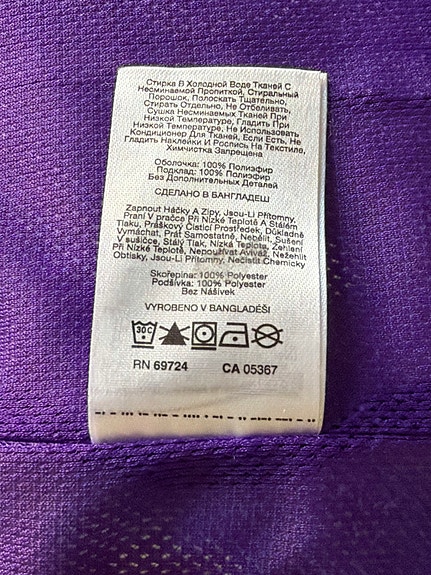 Стирка В Холодной Воде Тканей С
Несминаемой Пропиткой, Стиральный
Порошок, Полоскать Тщательно,
Стирать Отдельно, Не Отбеливать,
Сушка Несминаемых Тканей При
Низкой Температуре, Гладить При
Низкой Температуре, Не Использовать
Кондиционер Для Тканей, Если Есть, Не
Гладить Наклейки И Роспись На Текстиле,
Химчистка Запрещена
Оболочка: 100% Полиэфир
Подклад: 100% Полиэфир
Без Дополнительных Деталей
СДЕЛАНО В БАНГЛАДЕШ
Zapnout Háčky A Zipy, Jsou-Li Přítomny,
Praní V pračce Při Nízké Teplotě A Stálém
Tlaku, Práškový Čisticí Prostředek, Důkladně
Vymáchat, Prát Samostatně, Nebělit, Sušení
V sušičce, Stálý Tlak, Nízká Teplota, Žehlení
Při Nízké Teplotě, Nepoužívat Aviváž, Nežehlit
Obtisky, Jsou-Li Přítomny, Nečistit Chemicky
Skořepina: 100% Polyester
Podšívka: 100% Polyester
Bez Nášivek
VYROBENO V BANGLADÉŠI
30C
RN 69724 CA 05367